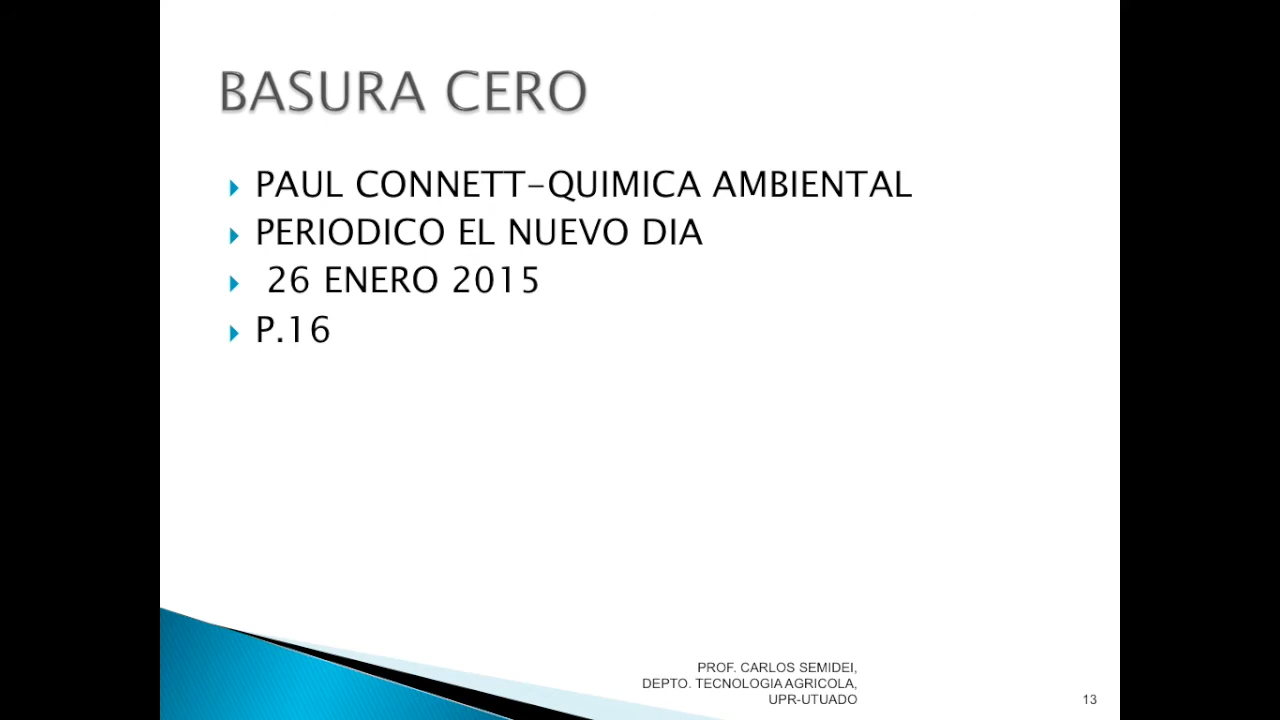 BASURA CERO
PAUL CONNETT-QUIMICA AMBIENTAL
PERIODICO EL NUEVO DIA
26 ENERO 2015
P.16
PROF. CARLOS SEMIDEI,
DEPTO. TECNOLOGIA AGRICOLA,
UPR-UTUADO
13